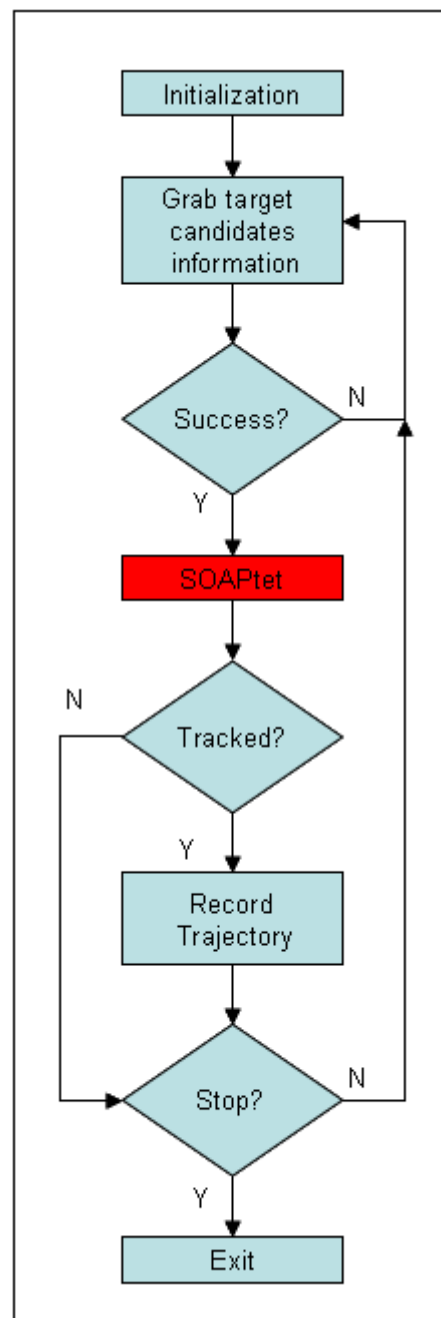 Initialization
Grab target
candidates
information
Success?
N
Y
SOAPtet
N
Tracked?
Y
Record
Trajectory
Stop?
N
Y
Exit